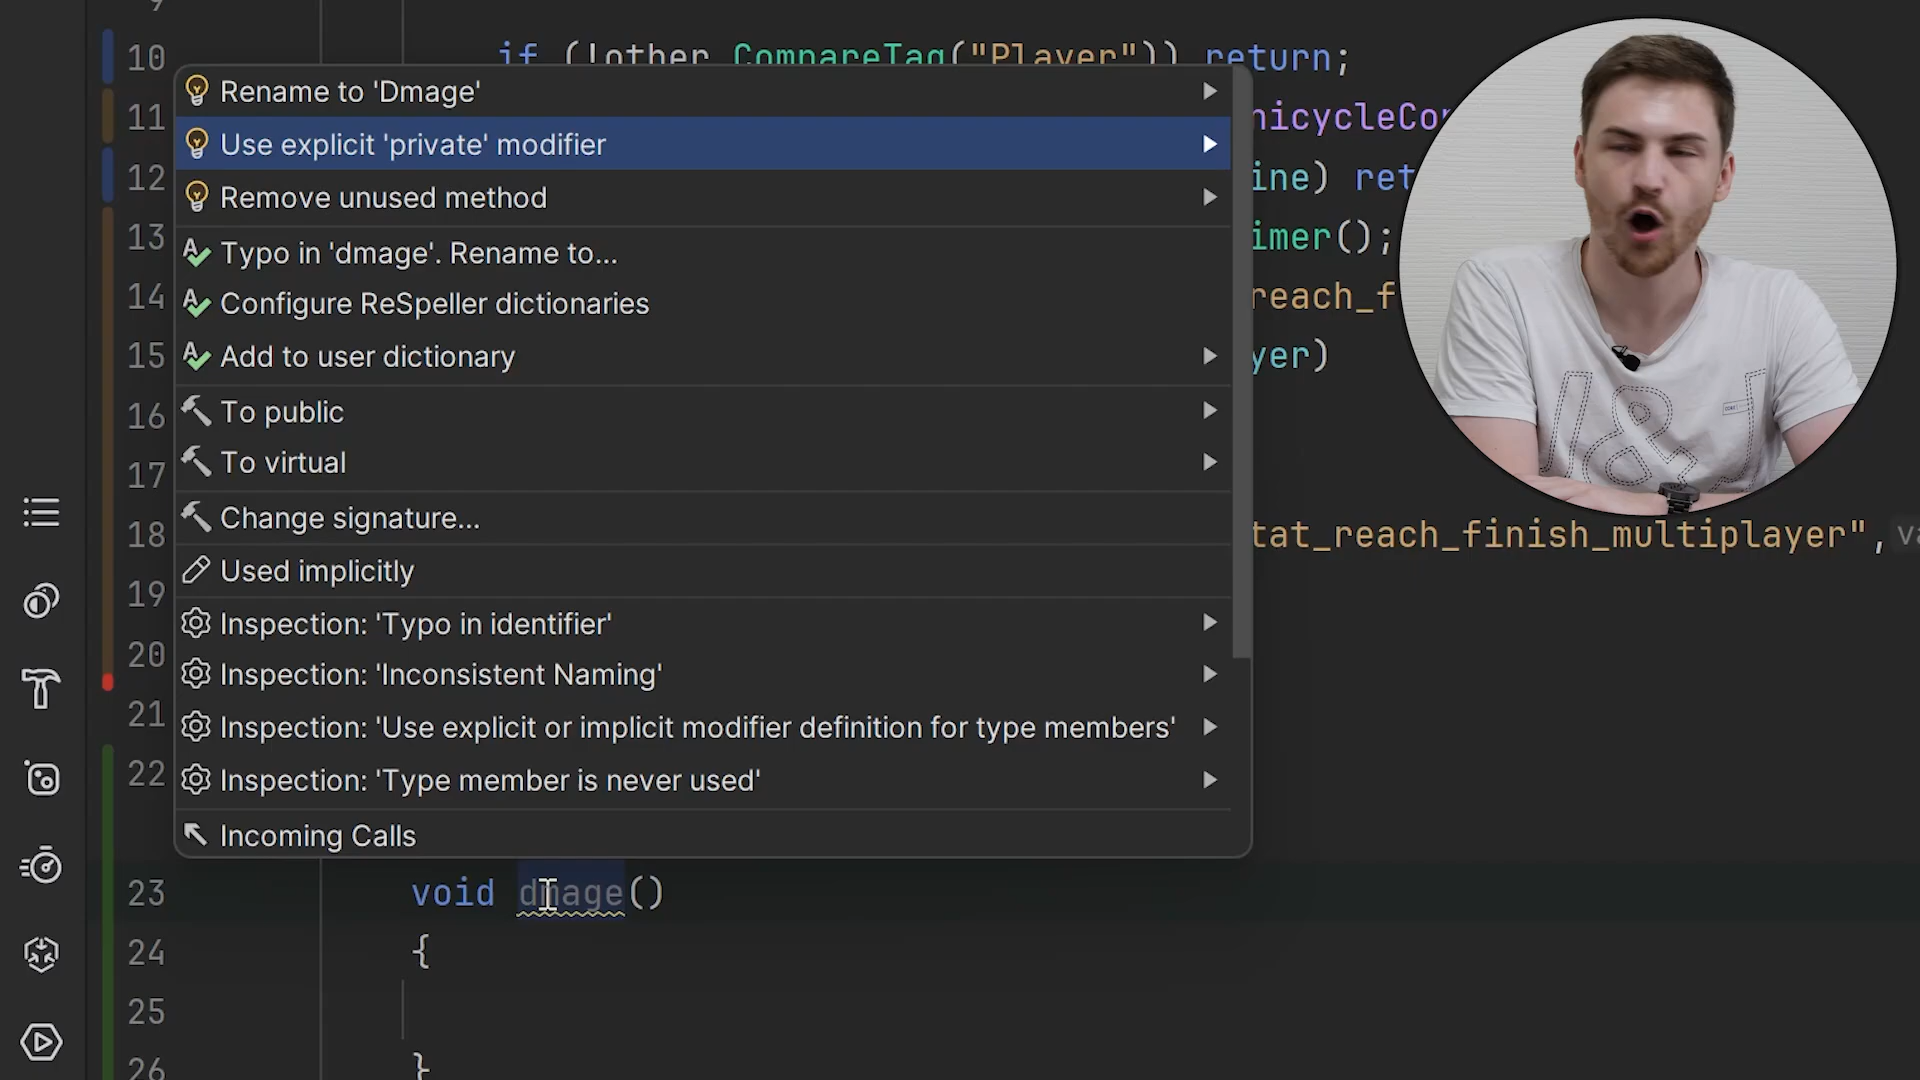 10 if (!other CompareTag("Player")) return;
Rename to 'Dmage'
11
Use explicit 'private' modifier
12 ine) ret
Remove unused method
13 imer();
Typo in 'dmage'. Rename to...
14 reach_f
Configure ReSpeller dictionaries
15 yer)
Add to user dictionary
16 To public
17 To virtual
18 tat_reach_finish_multiplayer",
Change signature...
19
Used implicitly
20
Inspection: 'Typo in identifier'
Inspection: 'Inconsistent Naming'
21
Inspection: 'Use explicit or implicit modifier definition for type members'
22
Inspection: 'Type member is never used'
Incoming Calls
23 void dmage()
24 {
25
26 }
J&J